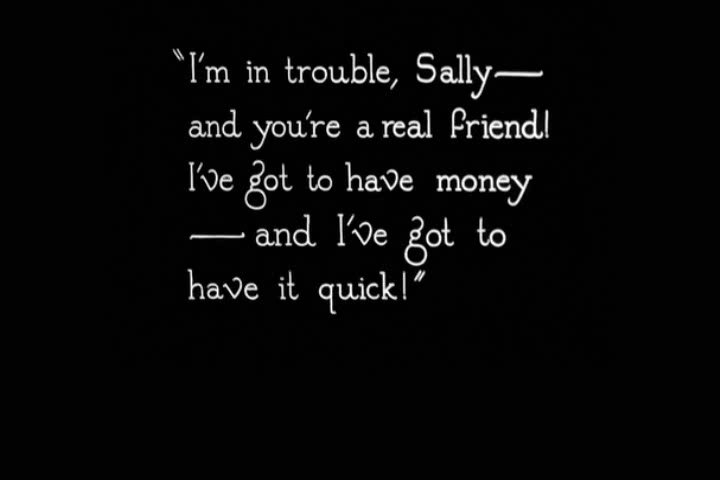 "I'm in trouble, Sally—
and you're a real friend!
I've got to have money
— and I've got to
have it quick!"